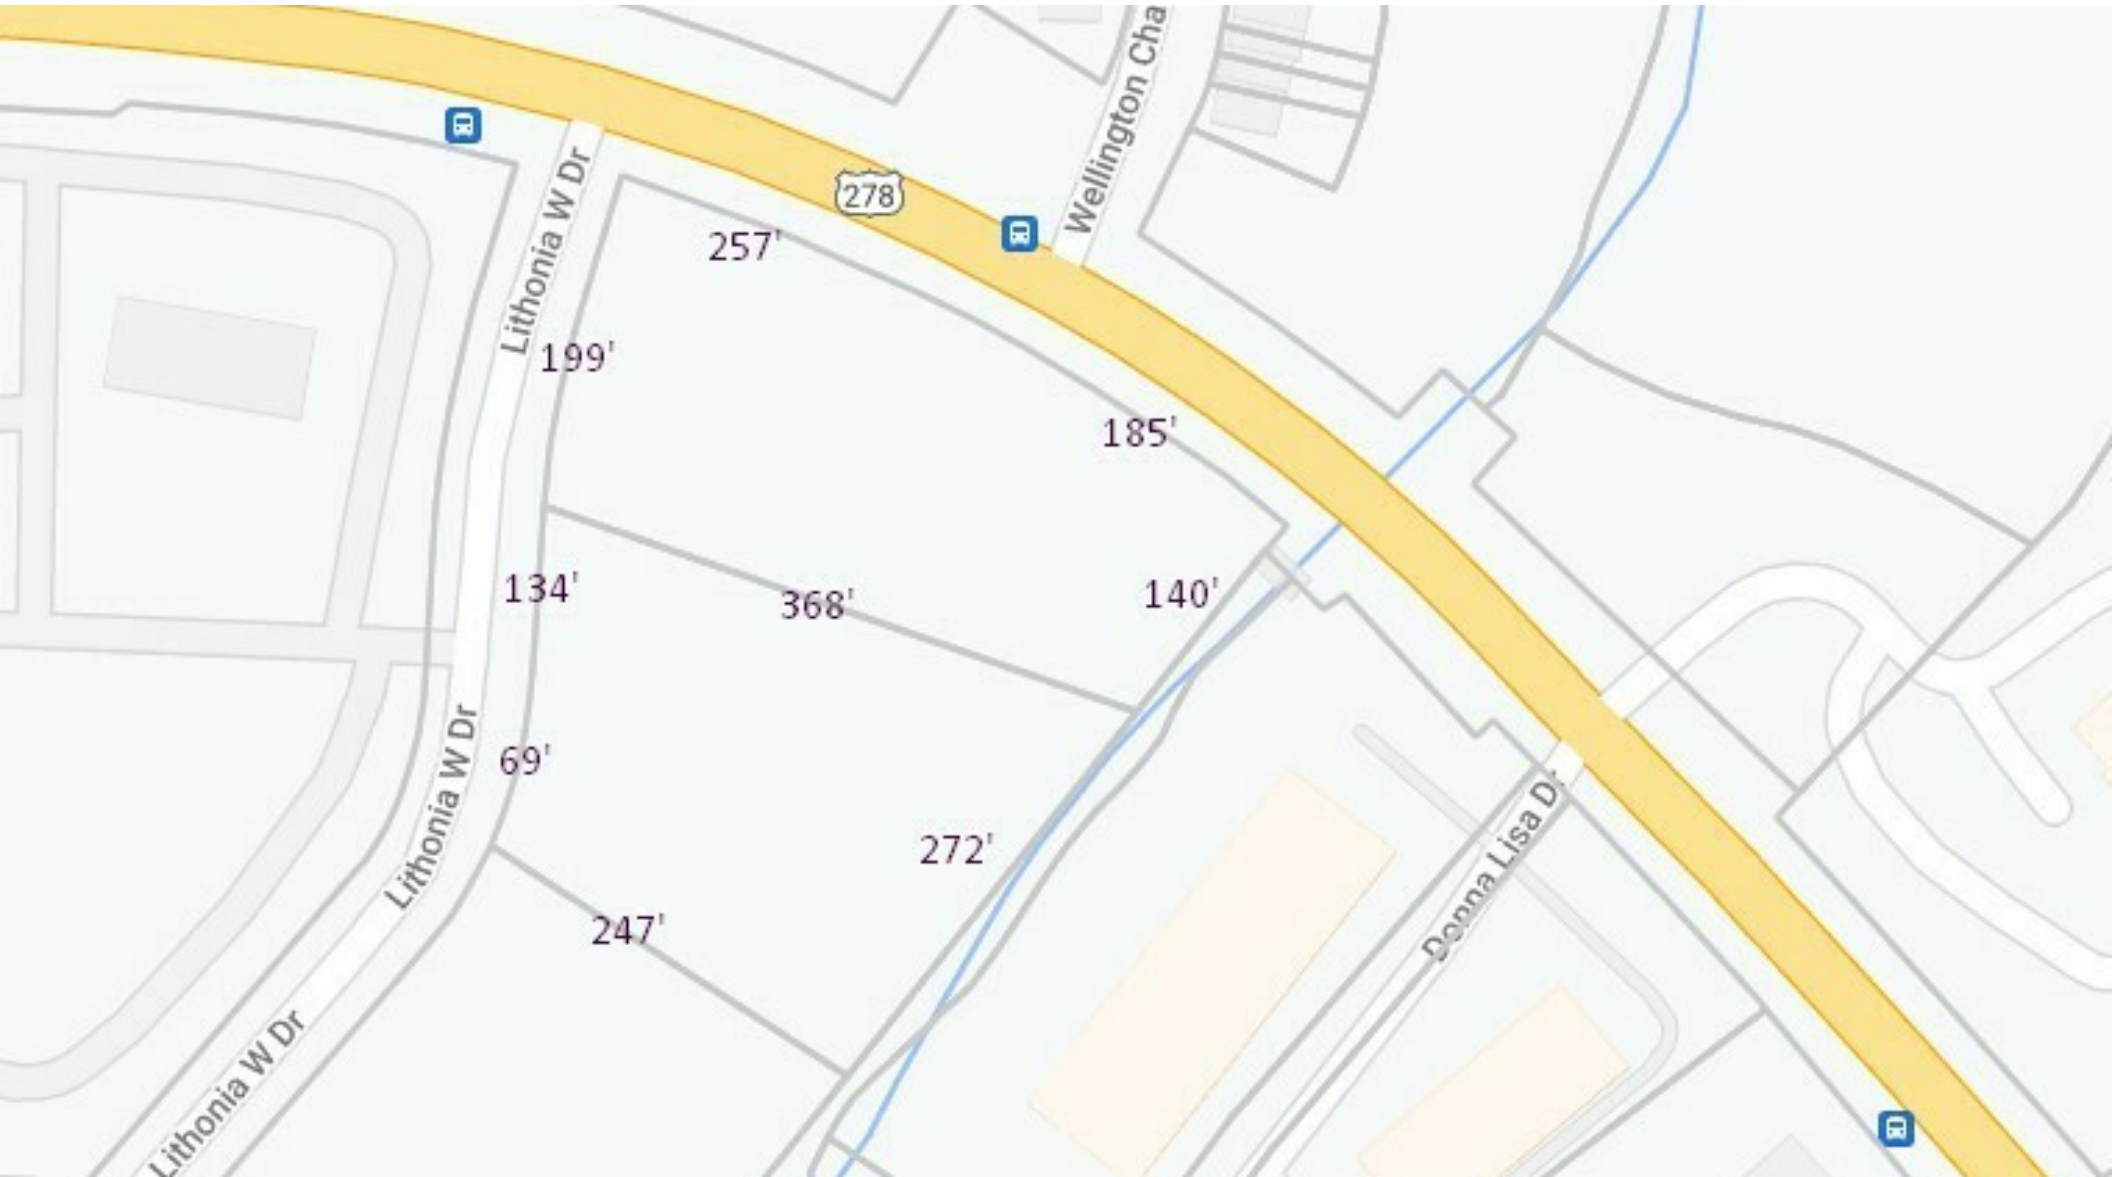 Wellington Cha
278
Lithonia W Dr
257'
199'
185'
134'
368'
140'
Lithonia W Dr
69'
272'
Donna Lisa Dr
247'
Lithonia W Dr